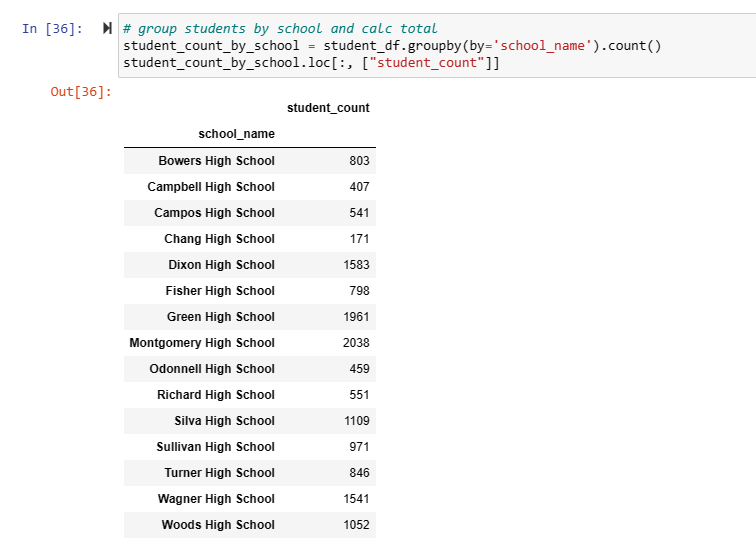 In [36]:
# group students by school and calc total
student_count_by_school = student_df.groupby(by='school_name').count()
student_count_by_school.loc[:, ["student_count"]]
Out[36]:
student_count
school_name
Bowers High School 803
Campbell High School 407
Campos High School 541
Chang High School 171
Dixon High School 1583
Fisher High School 798
Green High School 1961
Montgomery High School 2038
Odonnell High School 459
Richard High School 551
Silva High School 1109
Sullivan High School 971
Turner High School 846
Wagner High School 1541
Woods High School 1052